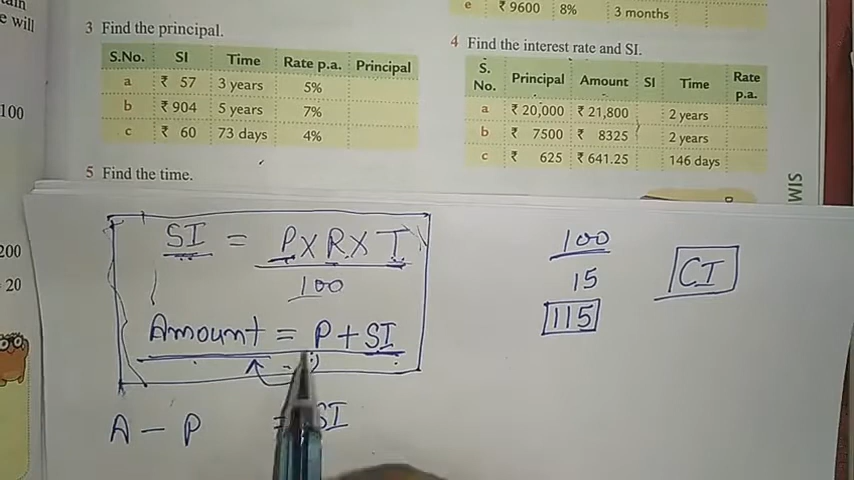 tain
e will
100
200
20
e ₹ 9600 8% 3 months
3 Find the principal.
S.No. SI Time Rate p.a. Principal
a ₹ 57 3 years 5%
b ₹ 904 5 years 7%
c ₹ 60 73 days 4%
5 Find the time.
4 Find the interest rate and SI.
S. No. Principal Amount SI Time Rate p.a.
a ₹ 20,000 ₹ 21,800 2 years
b ₹ 7500 ₹ 8325 2 years
c ₹ 625 ₹ 641.25 146 days
SIM
SI = P × R × T
100
Amount = P + SI
A - P = SI
100
15
115
CI